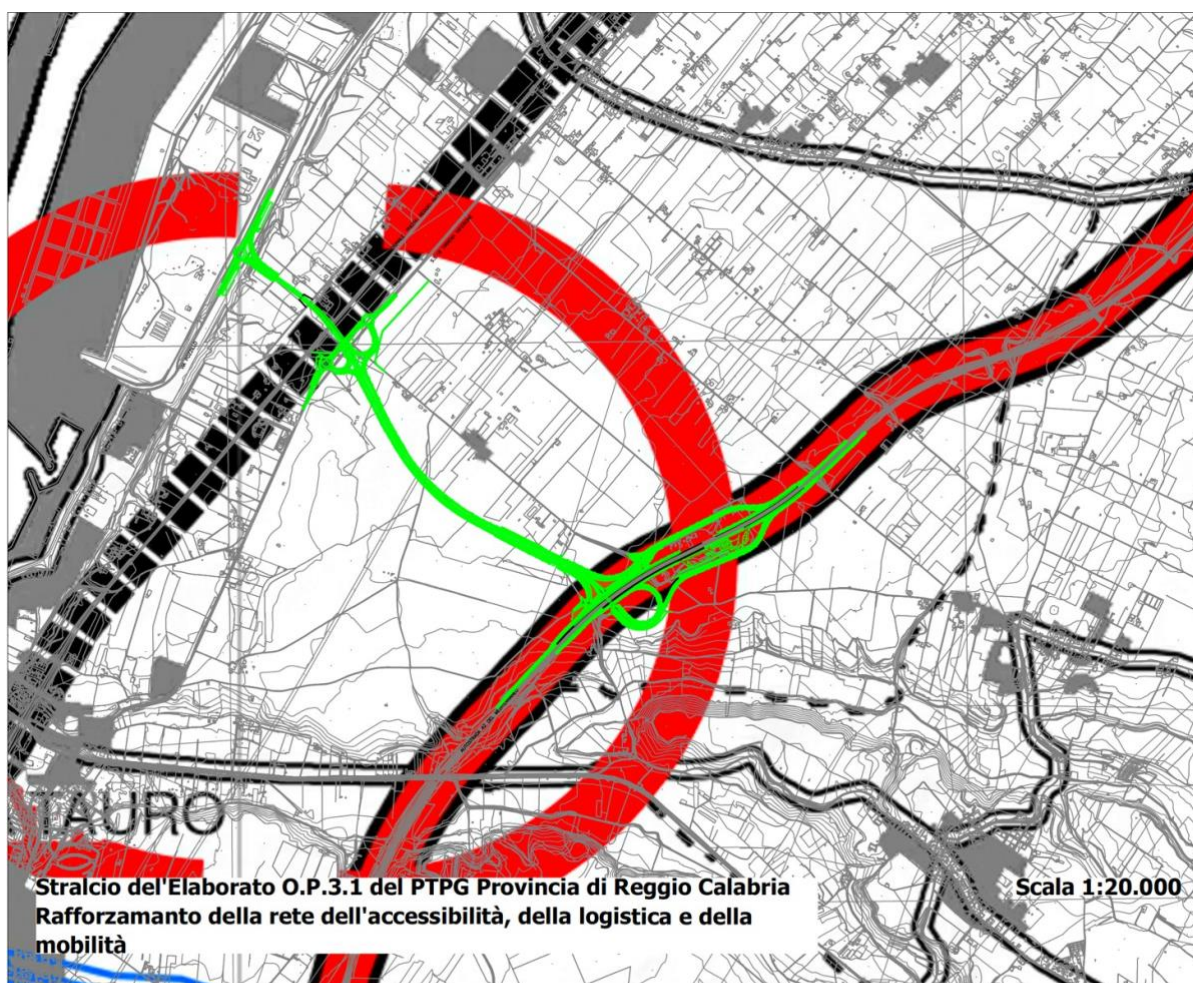 TAURO
Stralcio del'Elaborato O.P.3.1 del PTPG Provincia di Reggio Calabria
Scala 1:20.000
Rafforzamanto della rete dell'accessibilità, della logistica e della
mobilità